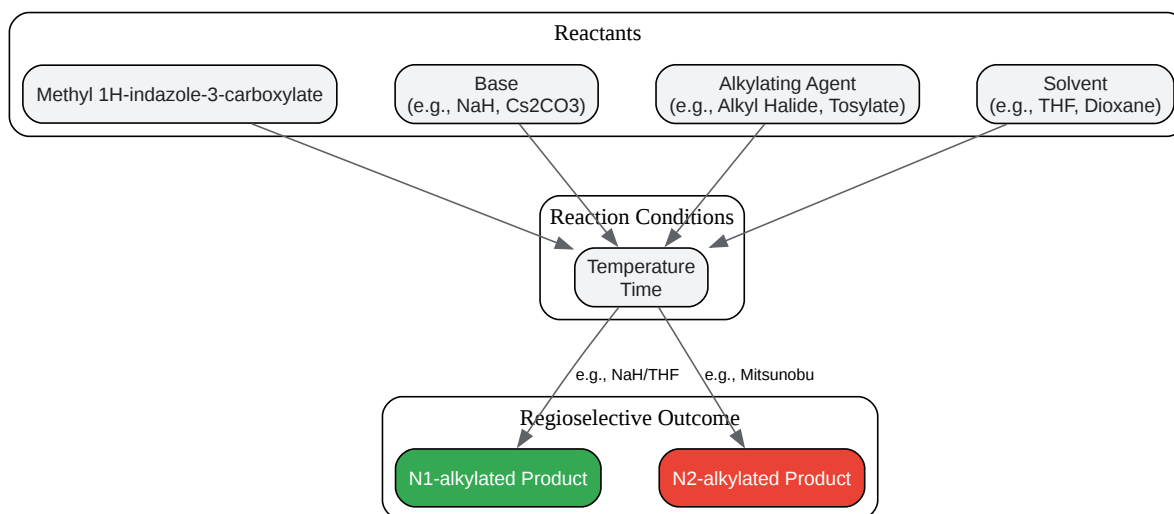 Reactants
Methyl 1H-indazole-3-carboxylate
Base
(e.g., NaH, Cs2CO3)
Alkylating Agent
(e.g., Alkyl Halide, Tosylate)
Solvent
(e.g., THF, Dioxane)
Reaction Conditions
Temperature
Time
e.g., NaH/THF
e.g., Mitsunobu
Regioselective Outcome
N1-alkylated Product
N2-alkylated Product